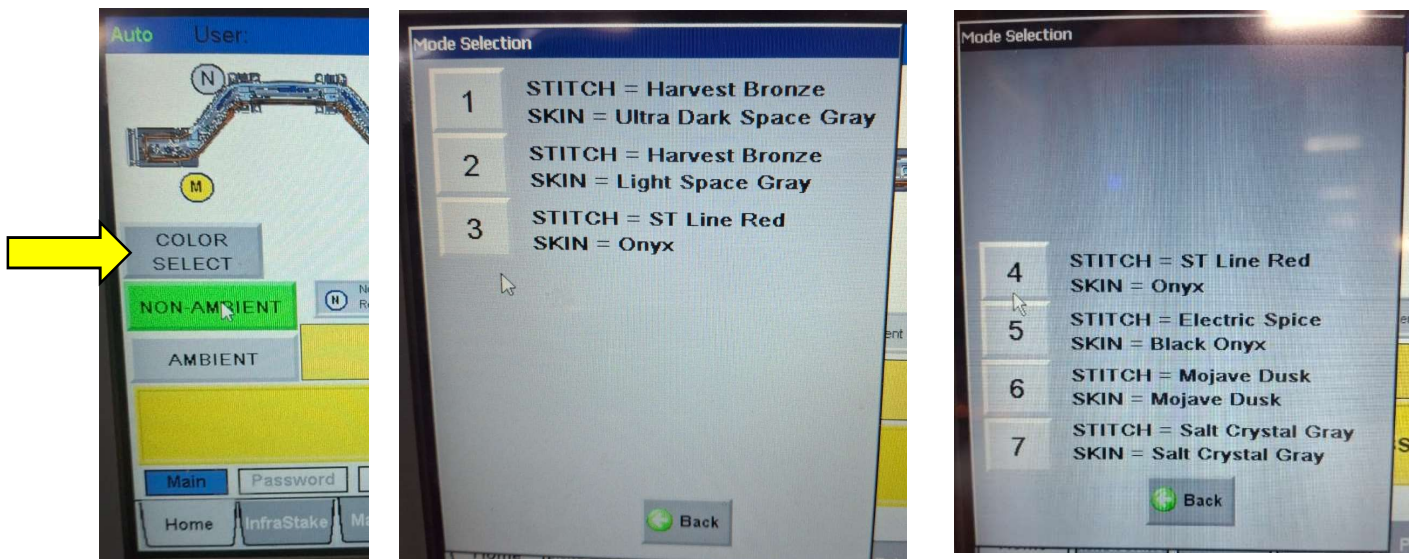 Auto User:
N
M
COLOR
SELECT
NON-AMBIENT
N
AMBIENT
Main Password
Home InfraStake
Mode Selection
1 STITCH = Harvest Bronze
SKIN = Ultra Dark Space Gray
2 STITCH = Harvest Bronze
SKIN = Light Space Gray
3 STITCH = ST Line Red
SKIN = Onyx
Back
Mode Selection
4 STITCH = ST Line Red
SKIN = Onyx
5 STITCH = Electric Spice
SKIN = Black Onyx
6 STITCH = Mojave Dusk
SKIN = Mojave Dusk
7 STITCH = Salt Crystal Gray
SKIN = Salt Crystal Gray
Back